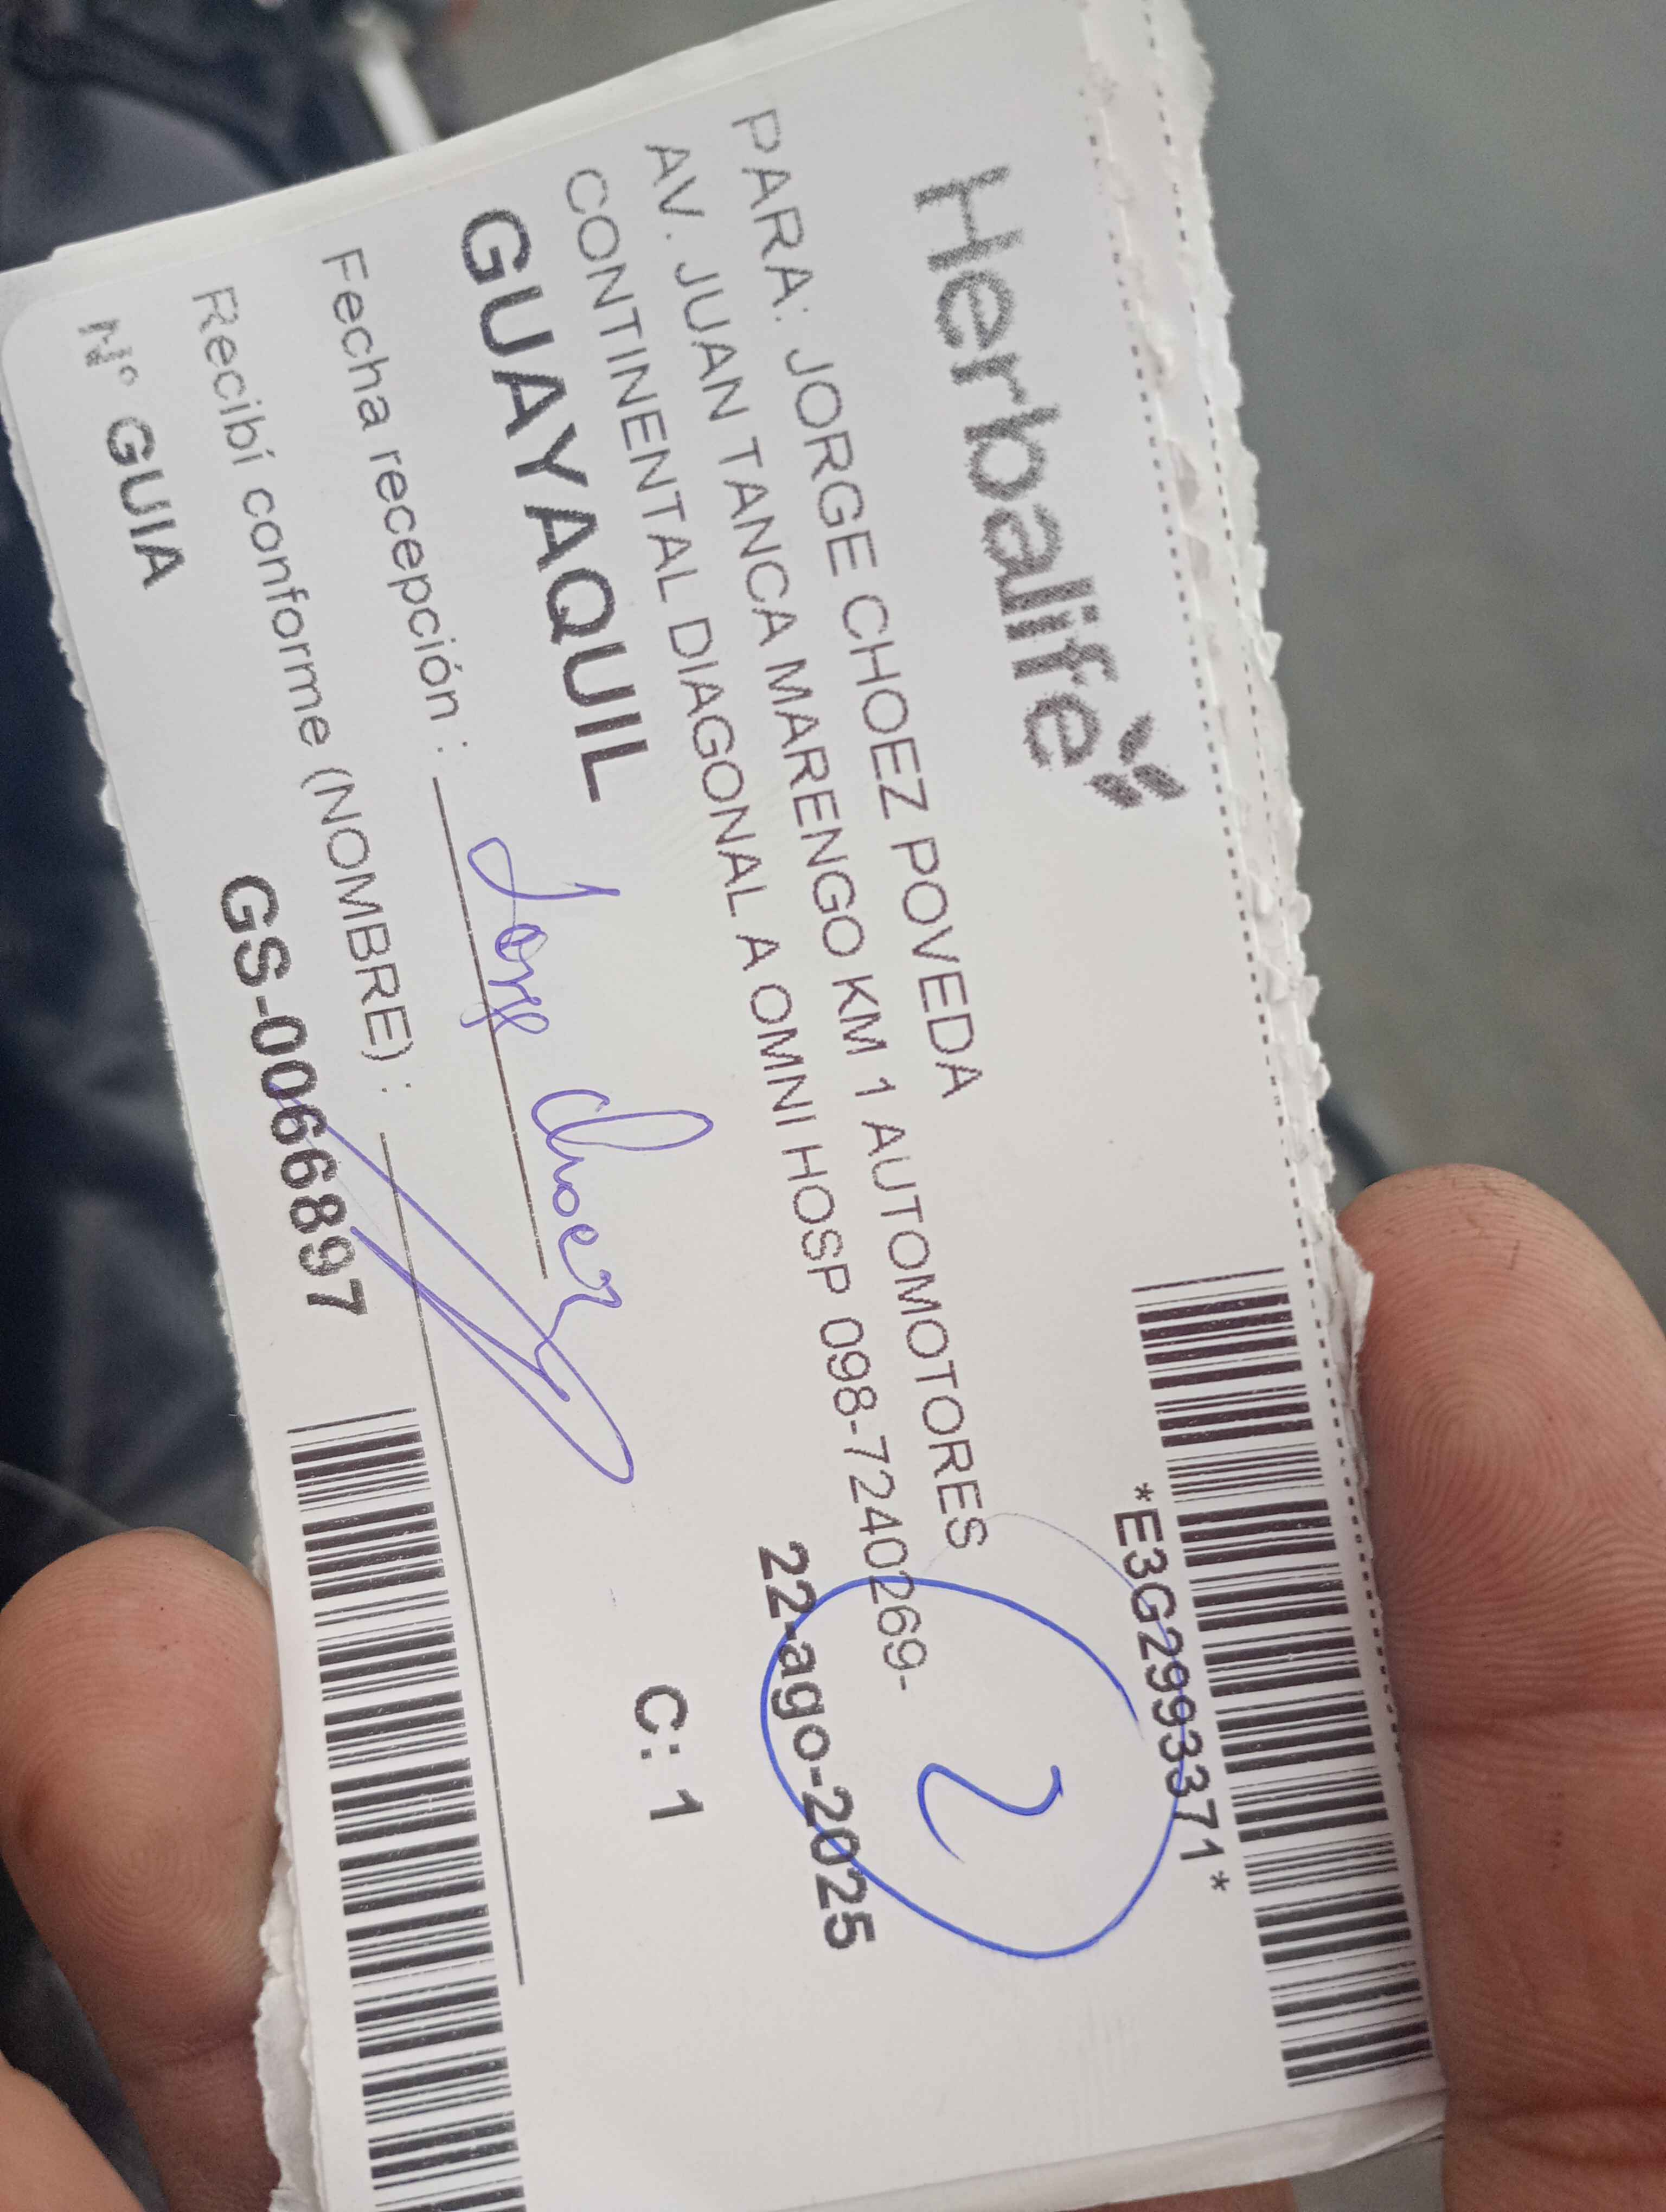 Herbalife
*E3G2993371*
PARA: JORGE CHOEZ POVEDA
AV. JUAN TANCA MARENGO KM 1 AUTOMOTORES
CONTINENTAL DIAGONAL A OMNI HOSP 098-7240269-
2
GUAYAQUIL
22-ago-2025
Fecha recepción :
Jorge Choez
C: 1
Recibí conforme (NOMBRE) :
N° GUIA
GS-0066897